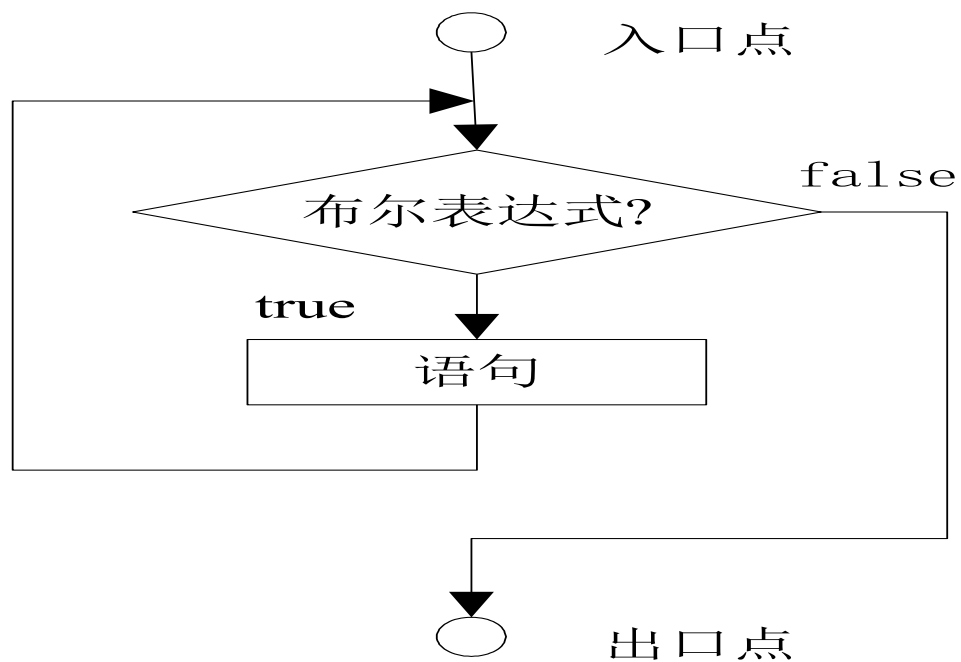 入口点
false
布尔表达式?
true
语句
出口点